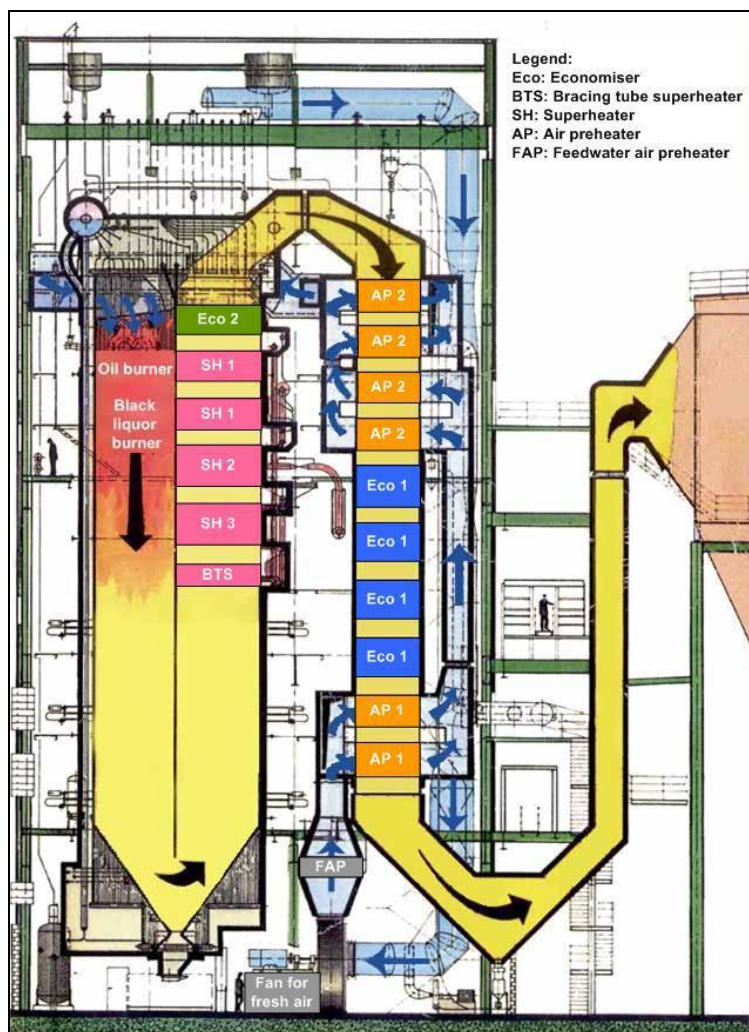 Legend:
Eco: Economiser
BTS: Bracing tube superheater
SH: Superheater
AP: Air preheater
FAP: Feedwater air preheater
Eco 2
SH 1
Oil burner
Black
liquor
burner
SH 1
SH 2
SH 3
BTS
AP 2
AP 2
AP 2
AP 2
Eco 1
Eco 1
Eco 1
Eco 1
AP 1
AP 1
FAP
Fan for
fresh air